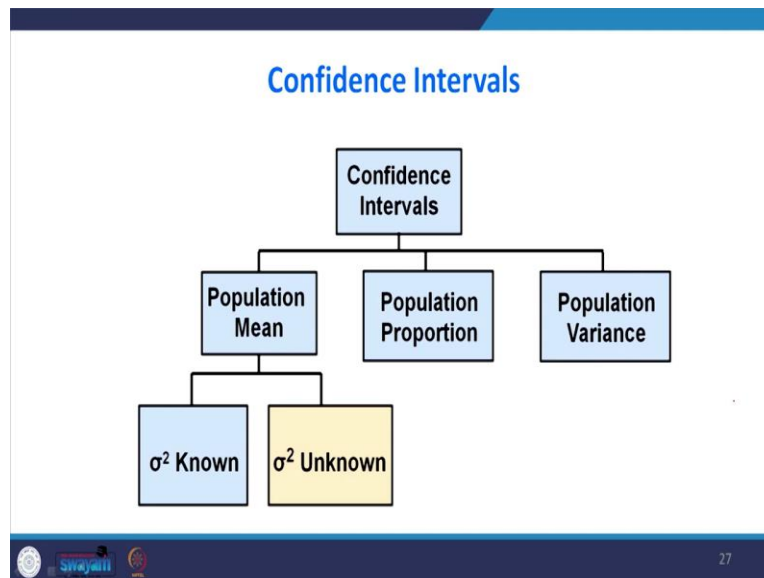 Confidence Intervals
Confidence
Intervals
Population
Mean
Population
Proportion
Population
Variance
σ² Known
σ² Unknown
swayam
27